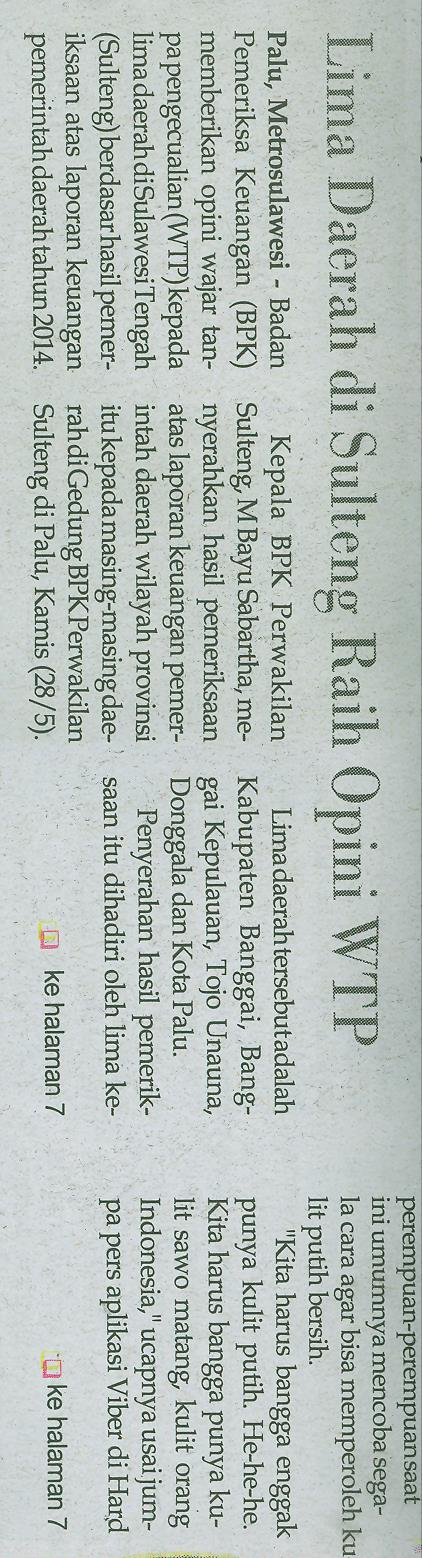 Lima Daerah di Sulteng Raih Opini WTP
Palu, Metrosulawesi - Badan
Pemeriksa Keuangan (BPK)
memberikan opini wajar tan-
pa pengecualian (WTP) kepada
lima daerah di Sulawesi Tengah
(Sulteng) berdasar hasil pemer-
iksaan atas laporan keuangan
pemerintah daerah tahun 2014.
Kepala BPK Perwakilan
Sulteng, M Bayu Sabartha, me-
nyerahkan hasil pemeriksaan
atas laporan keuangan pemer-
intah daerah wilayah provinsi
itu kepada masing-masing dae-
rah di Gedung BPK Perwakilan
Sulteng di Palu, Kamis (28/5).
Lima daerah tersebut adalah
Kabupaten Banggai, Bang-
gai Kepulauan, Tojo Unauna,
Donggala dan Kota Palu.
Penyerahan hasil pemerik-
saan itu dihadiri oleh lima ke-
ke halaman 7
perempuan-perempuan saat
ini umumnya mencoba sega-
la cara agar bisa memperoleh ku
lit putih bersih.
"Kita harus bangga enggak
punya kulit putih. He-he-he.
Kita harus bangga punya ku-
lit sawo matang, kulit orang
Indonesia," ucapnya usai jum-
pa pers aplikasi Viber di Hard
ke halaman 7